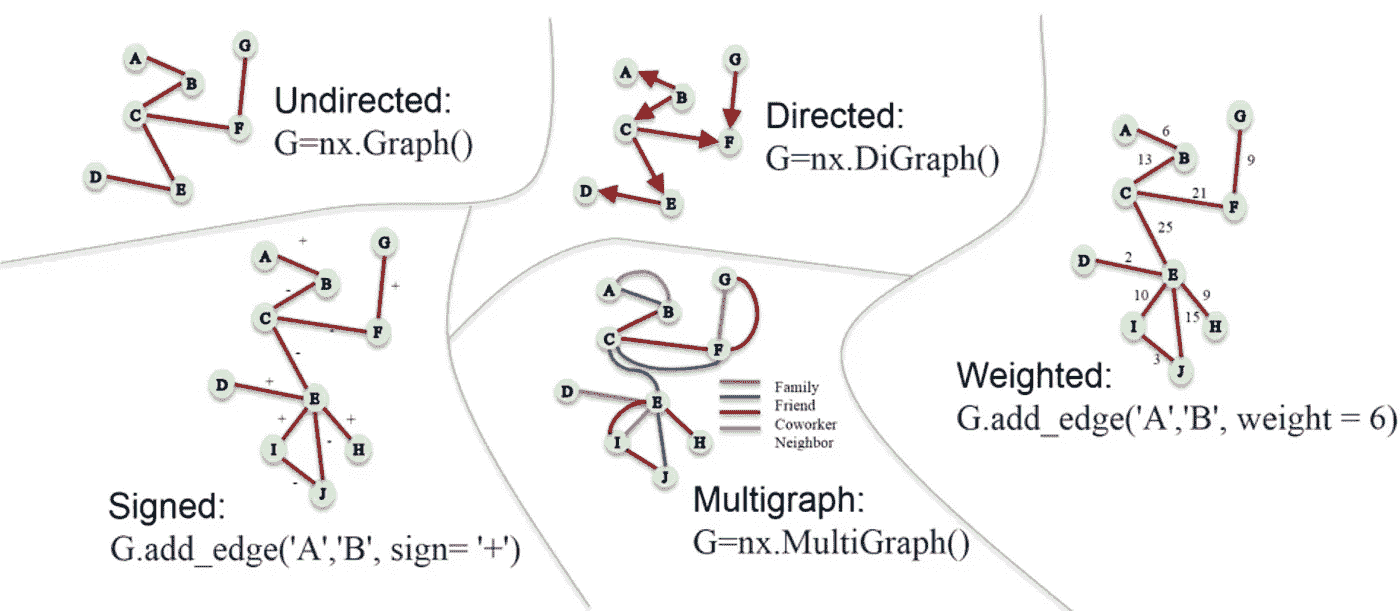 A
G
B
C
F
D
E
Undirected:
G=nx.Graph()
A
G
B
C
F
D
E
Directed:
G=nx.DiGraph()
A
6
G
13
B
9
C
21
F
25
D
2
E
10
9
I
15
H
3
J
Weighted:
G.add_edge('A','B', weight = 6)
+
A
G
B
-
+
C
F
-
-
D
+
E
+
+
I
-
H
-
J
Signed:
G.add_edge('A','B', sign= '+')
A
G
B
C
F
D
E
I
H
J
Family
Friend
Coworker
Neighbor
Multigraph:
G=nx.MultiGraph()